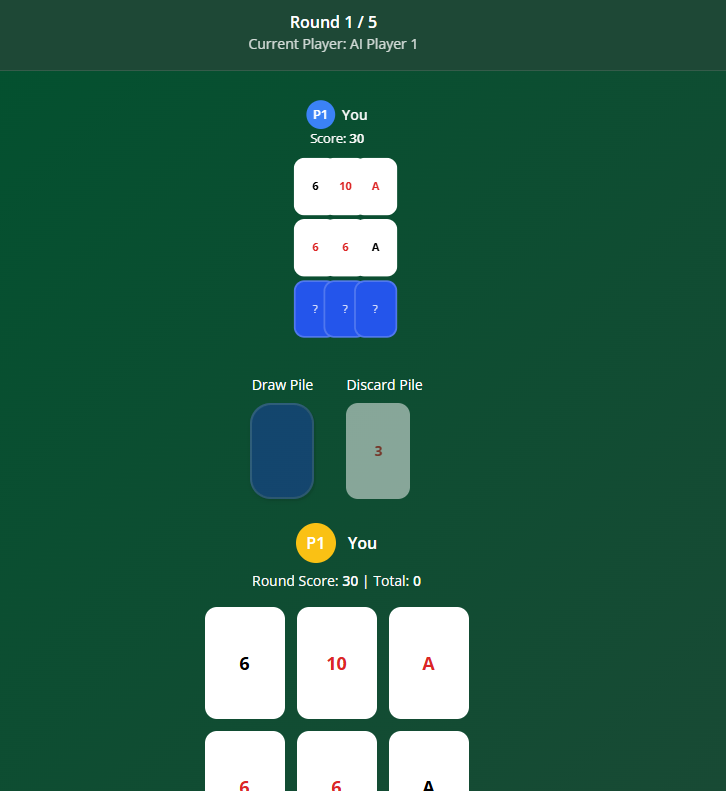 Round 1 / 5
Current Player: AI Player 1
P1 You
Score: 30
6 10 A
6 6 A
? ? ?
Draw Pile Discard Pile
3
P1 You
Round Score: 30 | Total: 0
6 10 A
6 6 A